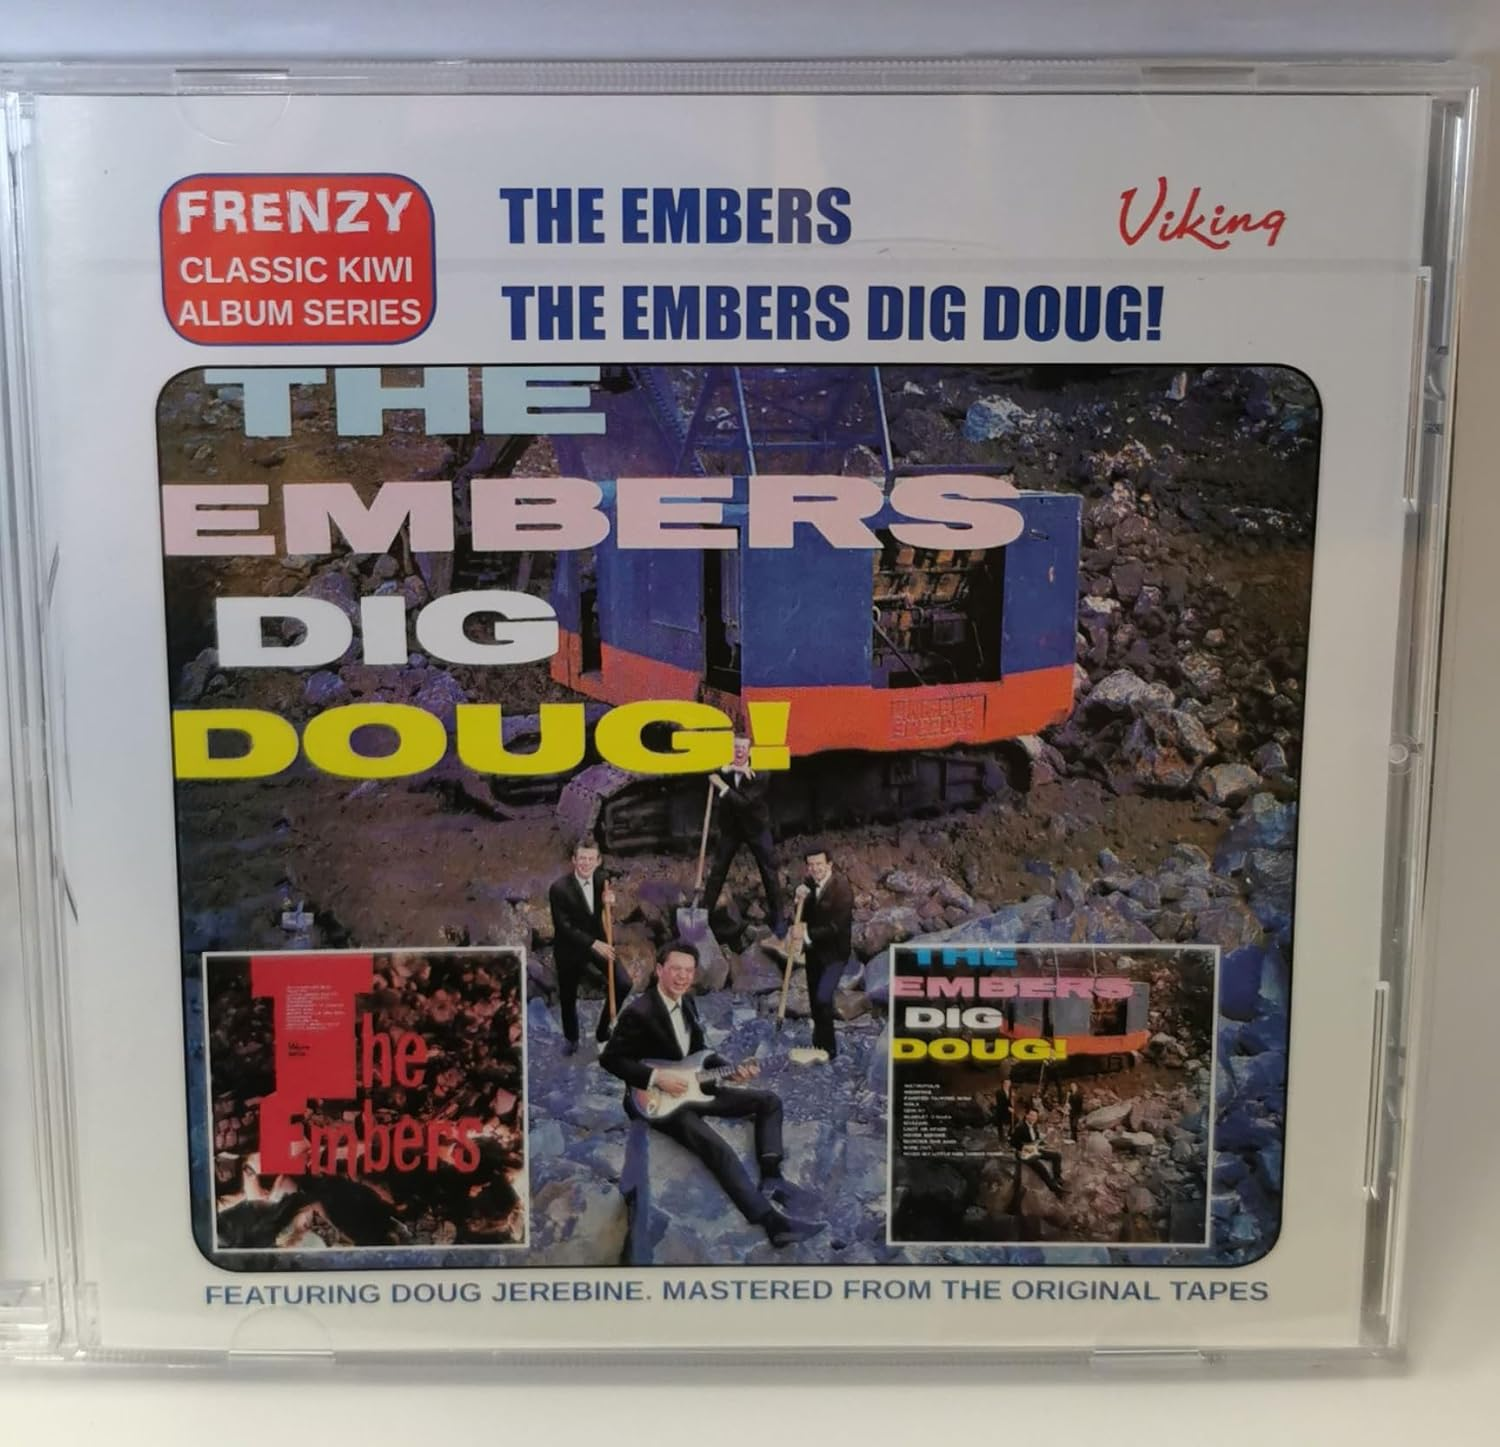 FRENZY
CLASSIC KIWI
ALBUM SERIES
THE EMBERS
THE EMBERS DIG DOUG!
Viking
THE
EMBERS
DIG
DOUG!
The
Embers
THE
EMBERS
DIG
DOUG!
FEATURING DOUG JEREBINE. MASTERED FROM THE ORIGINAL TAPES